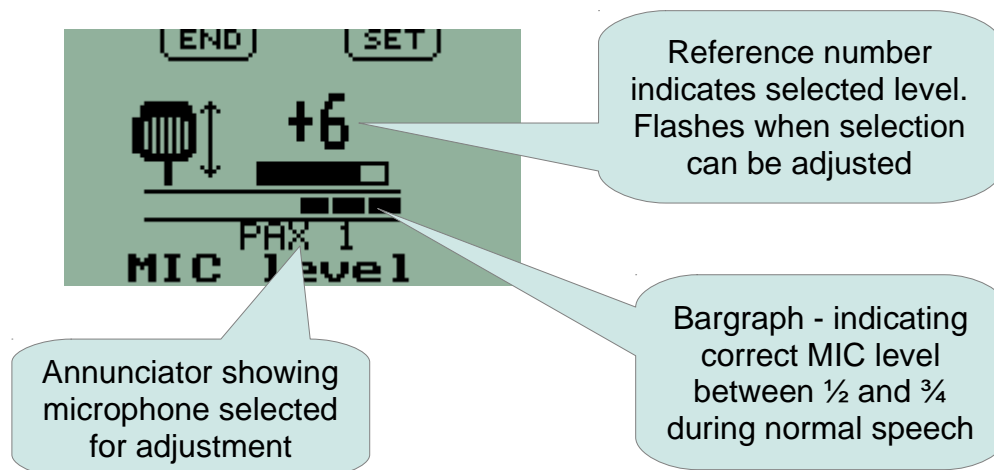 END SET
Reference number
indicates selected level.
Flashes when selection
can be adjusted
+6
PAX 1
MIC level
Bargraph - indicating
correct MIC level
between ½ and ¾
during normal speech
Annunciator showing
microphone selected
for adjustment